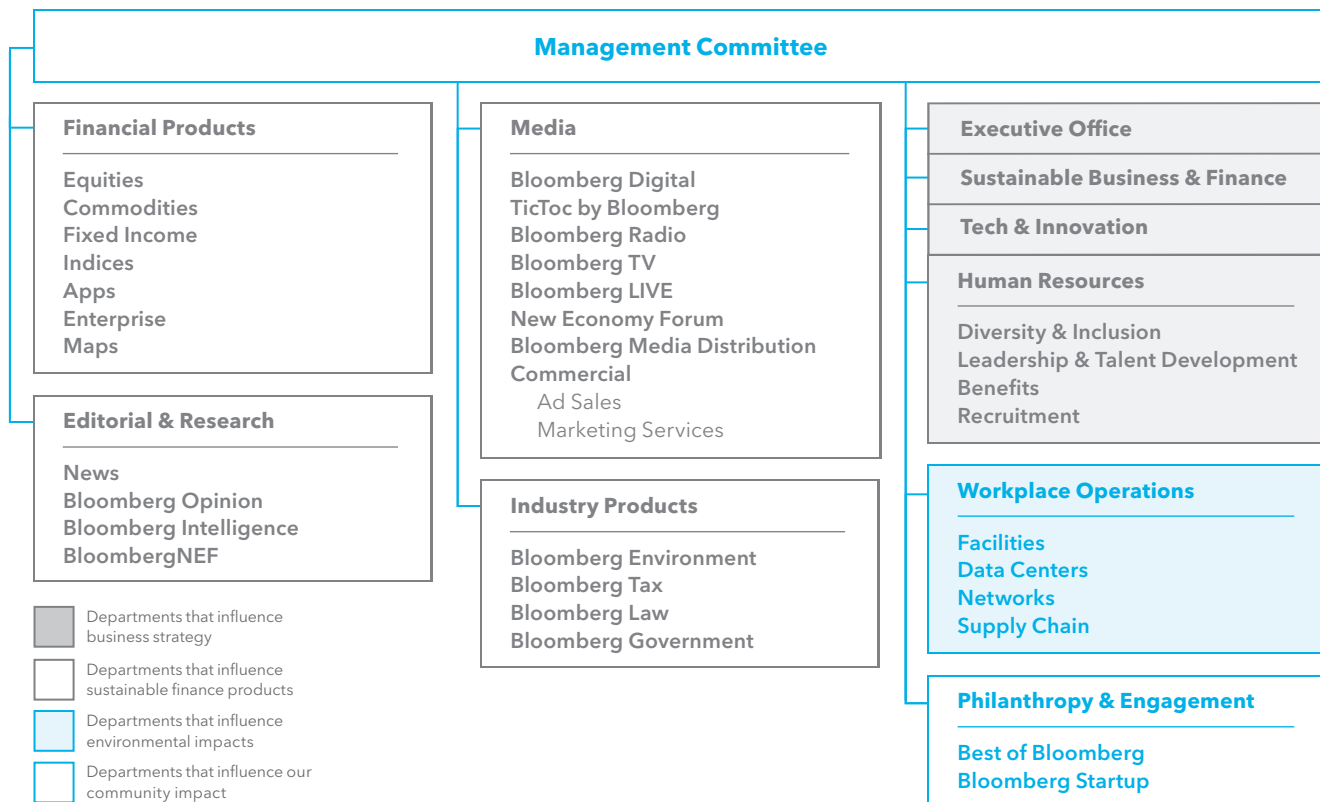 Management Committee
Financial Products
Equities
Commodities
Fixed Income
Indices
Apps
Enterprise
Maps
Editorial & Research
News
Bloomberg Opinion
Bloomberg Intelligence
BloombergNEF
Departments that influence
business strategy
Departments that influence
sustainable finance products
Departments that influence
environmental impacts
Departments that influence our
community impact
Media
Bloomberg Digital
TicToc by Bloomberg
Bloomberg Radio
Bloomberg TV
Bloomberg LIVE
New Economy Forum
Bloomberg Media Distribution
Commercial
Ad Sales
Marketing Services
Industry Products
Bloomberg Environment
Bloomberg Tax
Bloomberg Law
Bloomberg Government
Executive Office
Sustainable Business & Finance
Tech & Innovation
Human Resources
Diversity & Inclusion
Leadership & Talent Development
Benefits
Recruitment
Workplace Operations
Facilities
Data Centers
Networks
Supply Chain
Philanthropy & Engagement
Best of Bloomberg
Bloomberg Startup